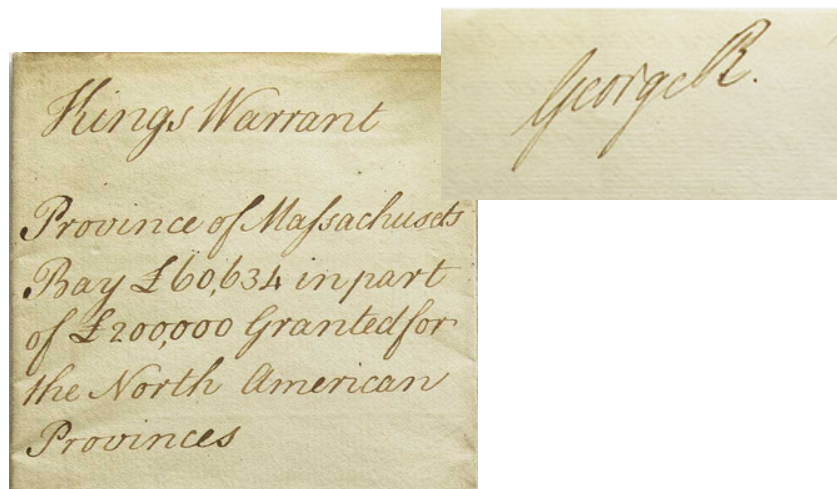 George R.
Kings Warrant
Province of Maſsachusets
Bay £60,634 in part
of £200,000 Granted for
the North American
Provinces